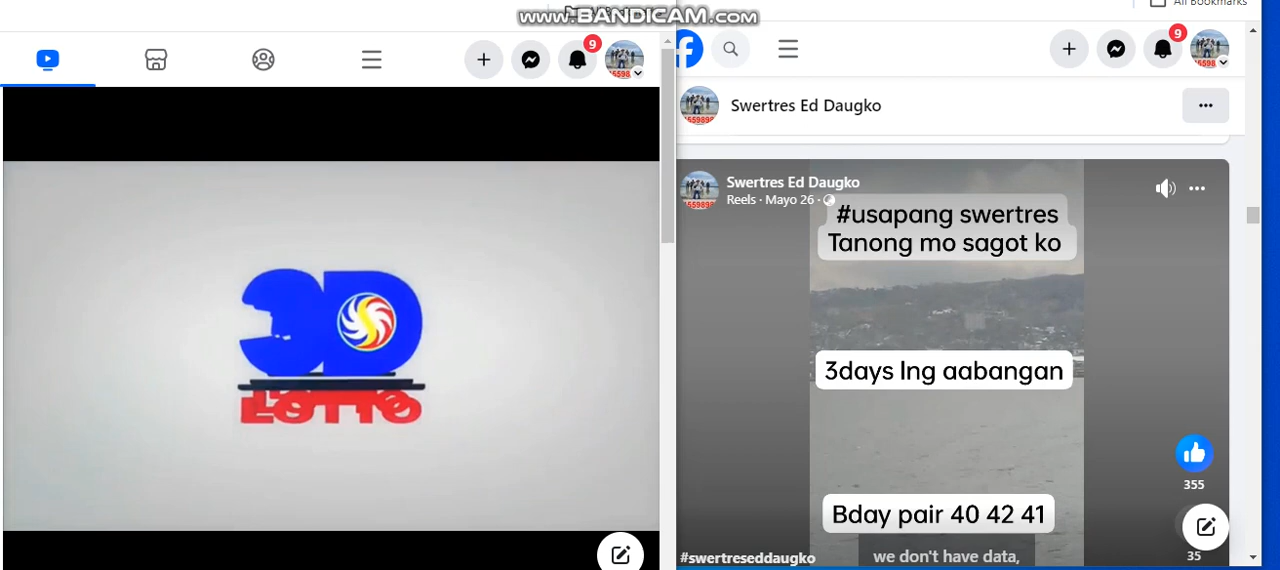 www.BANDICAM.com
All Bookmarks
9
3D
LOTTO
9
Swertres Ed Daugko
Swertres Ed Daugko
Reels · Mayo 26 ·
#usapang swertres
Tanong mo sagot ko
3days lng aabangan
Bday pair 40 42 41
355
35
#swertreseddaugko
we don't have data,